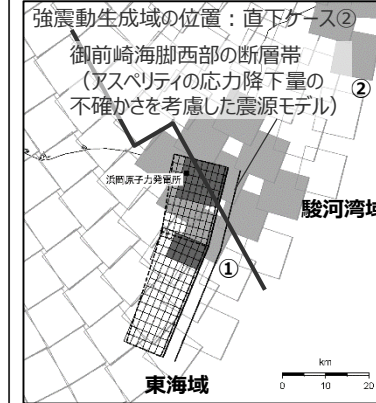 強震動生成域の位置：直下ケース②
御前崎海脚西部の断層帯
（アスペリティの応力降下量の
不確かさを考慮した震源モデル）
②
浜岡原子力発電所
駿河湾域
①
km
0 10 20
東海域